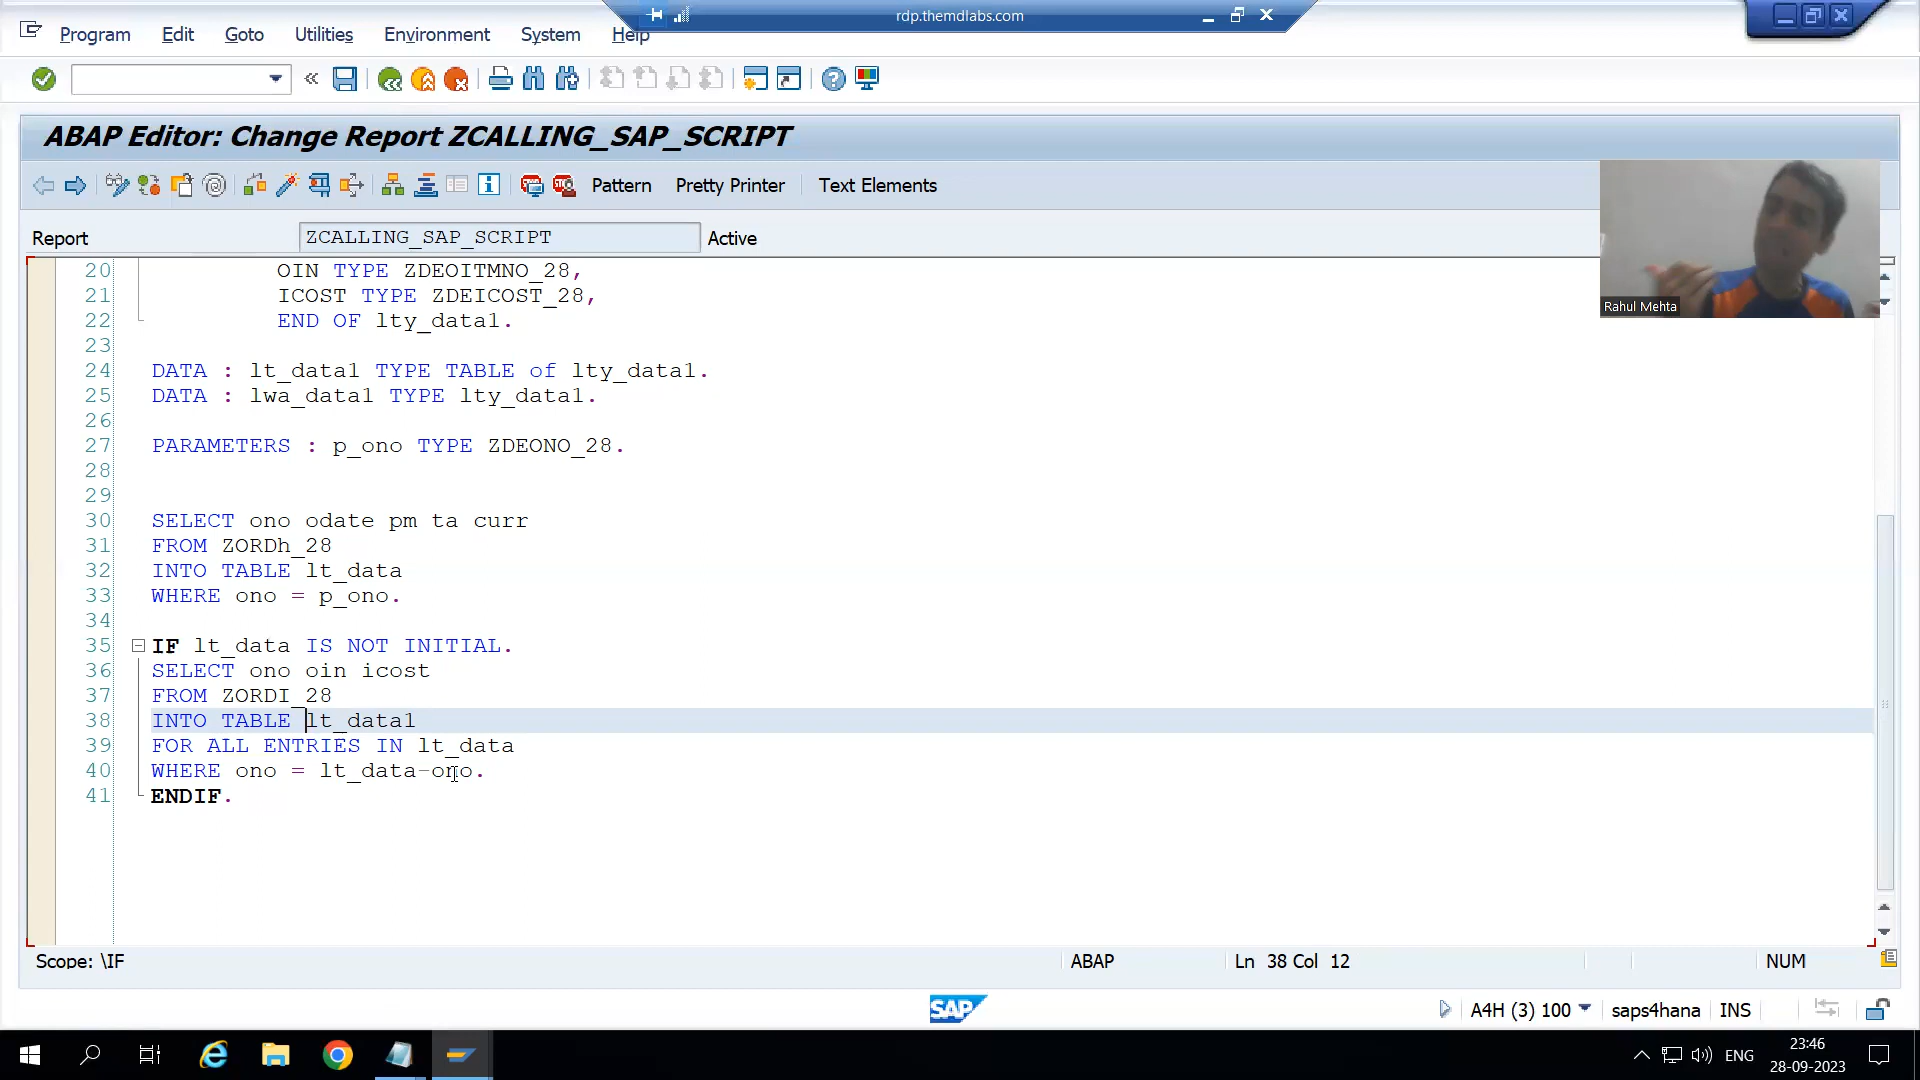 rdp.themdlabs.com
Program Edit Goto Utilities Environment System Help
ABAP Editor: Change Report ZCALLING_SAP_SCRIPT
Pattern Pretty Printer Text Elements
Report ZCALLING_SAP_SCRIPT Active
Rahul Mehta
20 OIN TYPE ZDEOITMNO_28,
21 ICOST TYPE ZDEICOST_28,
22 END OF lty_data1.
23
24 DATA : lt_data1 TYPE TABLE of lty_data1.
25 DATA : lwa_data1 TYPE lty_data1.
26
27 PARAMETERS : p_ono TYPE ZDEONO_28.
28
29
30 SELECT ono odate pm ta curr
31 FROM ZORDh_28
32 INTO TABLE lt_data
33 WHERE ono = p_ono.
34
35 IF lt_data IS NOT INITIAL.
36 SELECT ono oin icost
37 FROM ZORDI_28
38 INTO TABLE lt_data1
39 FOR ALL ENTRIES IN lt_data
40 WHERE ono = lt_data-ono.
41 ENDIF.
Scope: \IF ABAP Ln 38 Col 12 NUM
SAP A4H (3) 100 saps4hana INS
ENG 23:46
28-09-2023